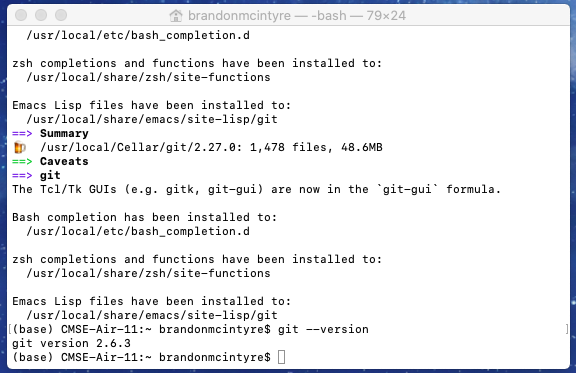 brandonmcintyre — -bash — 79×24
/usr/local/etc/bash_completion.d
zsh completions and functions have been installed to:
/usr/local/share/zsh/site-functions
Emacs Lisp files have been installed to:
/usr/local/share/emacs/site-lisp/git
==> Summary
🍺  /usr/local/Cellar/git/2.27.0: 1,478 files, 48.6MB
==> Caveats
==> git
The Tcl/Tk GUIs (e.g. gitk, git-gui) are now in the `git-gui` formula.
Bash completion has been installed to:
/usr/local/etc/bash_completion.d
zsh completions and functions have been installed to:
/usr/local/share/zsh/site-functions
Emacs Lisp files have been installed to:
/usr/local/share/emacs/site-lisp/git
[(base) CMSE-Air-11:~ brandonmcintyre$ git --version ]
git version 2.6.3
(base) CMSE-Air-11:~ brandonmcintyre$